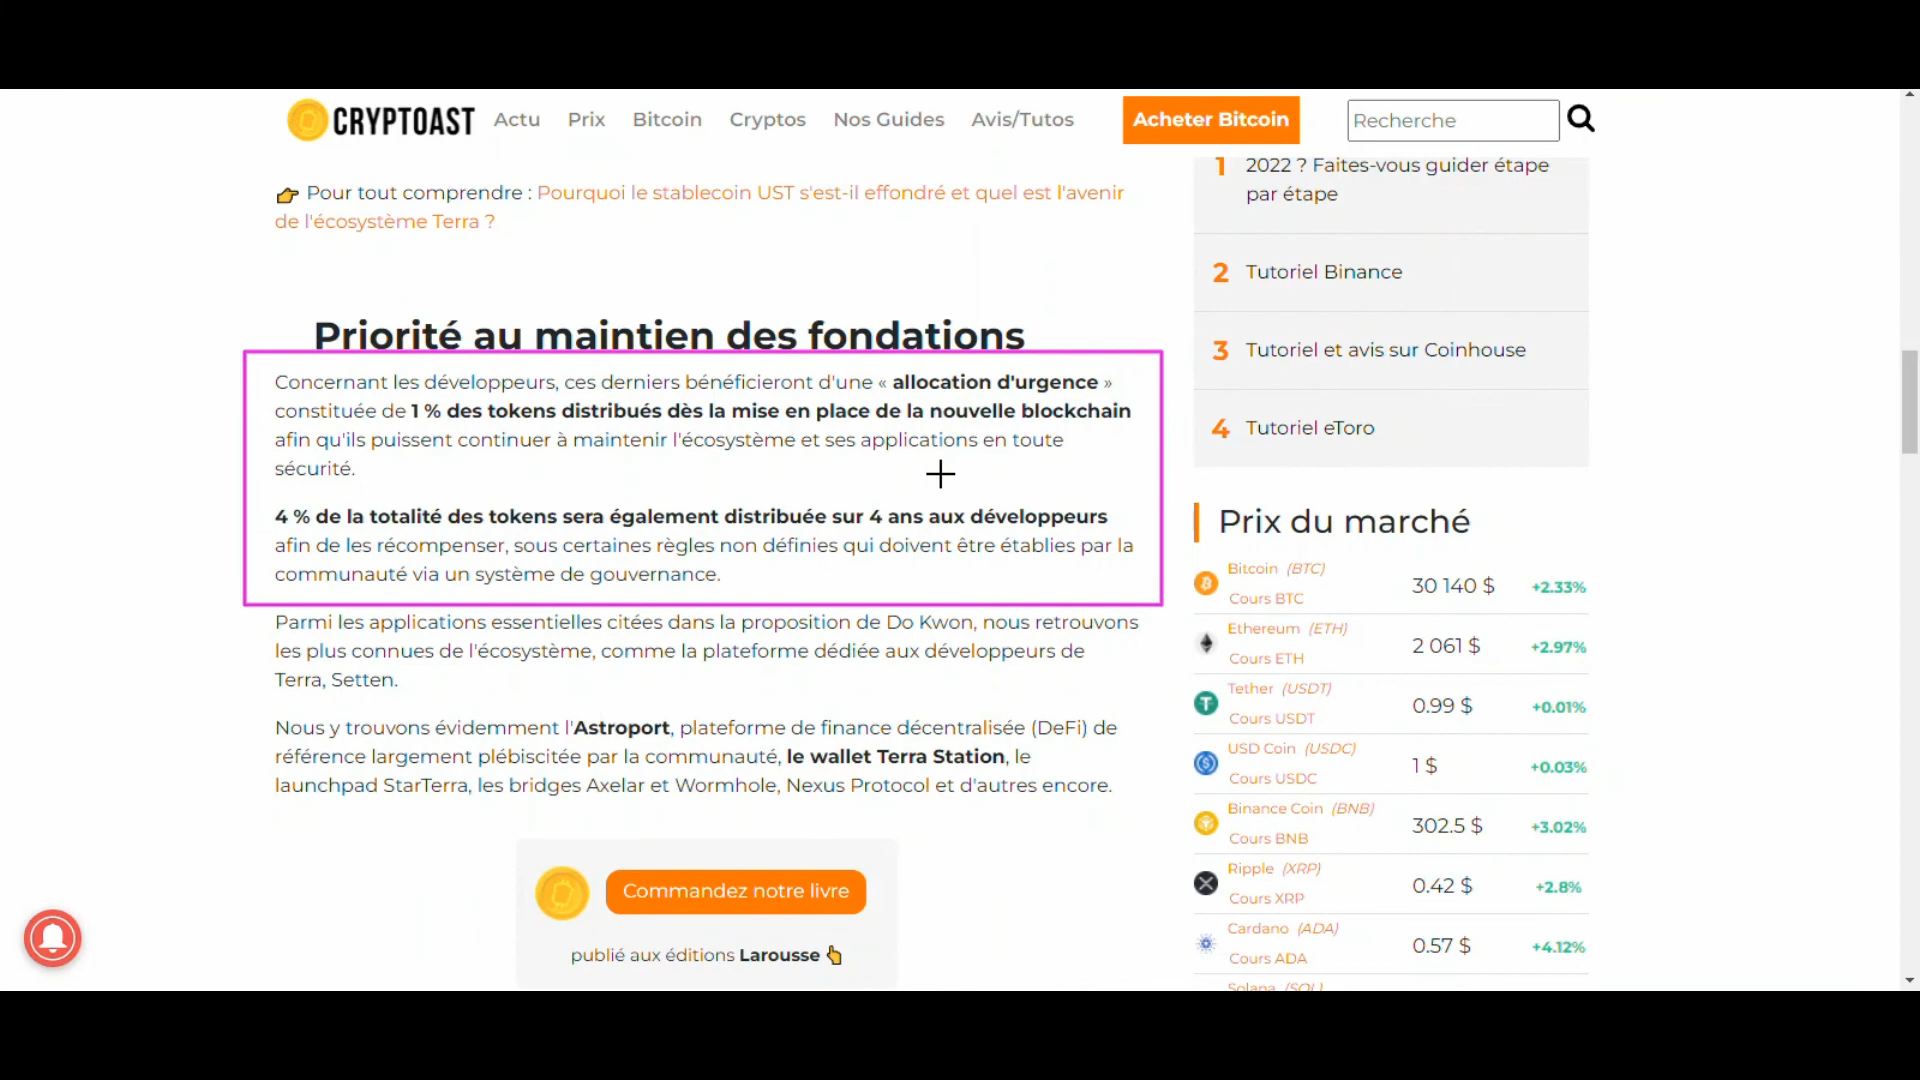 CRYPTOAST Actu Prix Bitcoin Cryptos Nos Guides Avis/Tutos Acheter Bitcoin Recherche
Pour tout comprendre : Pourquoi le stablecoin UST s'est-il effondré et quel est l'avenir
de l'écosystème Terra ?
Priorité au maintien des fondations
Concernant les développeurs, ces derniers bénéficieront d'une « allocation d'urgence »
constituée de 1 % des tokens distribués dès la mise en place de la nouvelle blockchain
afin qu'ils puissent continuer à maintenir l'écosystème et ses applications en toute
sécurité.
4 % de la totalité des tokens sera également distribuée sur 4 ans aux développeurs
afin de les récompenser, sous certaines règles non définies qui doivent être établies par la
communauté via un système de gouvernance.
Parmi les applications essentielles citées dans la proposition de Do Kwon, nous retrouvons
les plus connues de l'écosystème, comme la plateforme dédiée aux développeurs de
Terra, Setten.
Nous y trouvons évidemment l'Astroport, plateforme de finance décentralisée (DeFi) de
référence largement plébiscitée par la communauté, le wallet Terra Station, le
launchpad StarTerra, les bridges Axelar et Wormhole, Nexus Protocol et d'autres encore.
Commandez notre livre
publié aux éditions Larousse
1 2022 ? Faites-vous guider étape
par étape
2 Tutoriel Binance
3 Tutoriel et avis sur Coinhouse
4 Tutoriel eToro
Prix du marché
Bitcoin (BTC)
Cours BTC 30 140 $ +2.33%
Ethereum (ETH)
Cours ETH 2 061 $ +2.97%
Tether (USDT)
Cours USDT 0.99 $ +0.01%
USD Coin (USDC)
Cours USDC 1 $ +0.03%
Binance Coin (BNB)
Cours BNB 302.5 $ +3.02%
Ripple (XRP)
Cours XRP 0.42 $ +2.8%
Cardano (ADA)
Cours ADA 0.57 $ +4.12%
Solana (SOL)